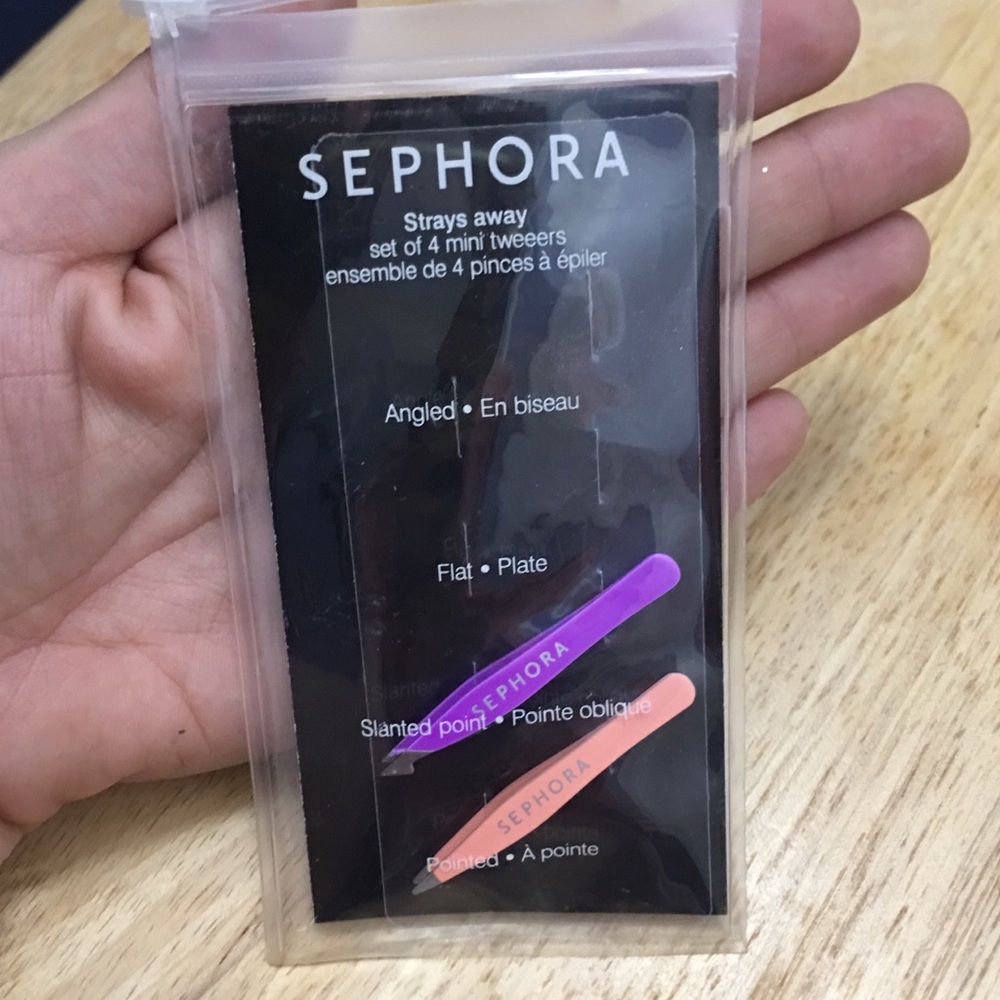 SEPHORA
Strays away
set of 4 mini tweeers
ensemble de 4 pinces à épiler
Angled • En biseau
Flat • Plate
SEPHORA
Slanted point • Pointe oblique
SEPHORA
Pointed • À pointe